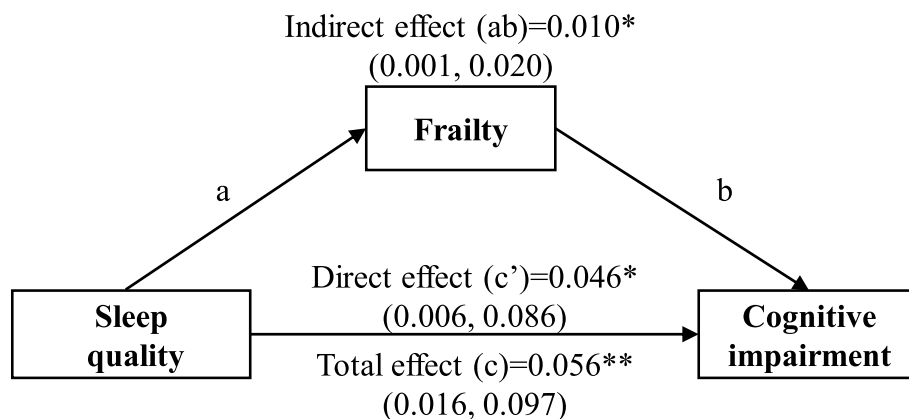 Indirect effect (ab)=0.010*
(0.001, 0.020)
Frailty
a
b
Direct effect (c’)=0.046*
(0.006, 0.086)
Sleep
quality
Cognitive
impairment
Total effect (c)=0.056**
(0.016, 0.097)